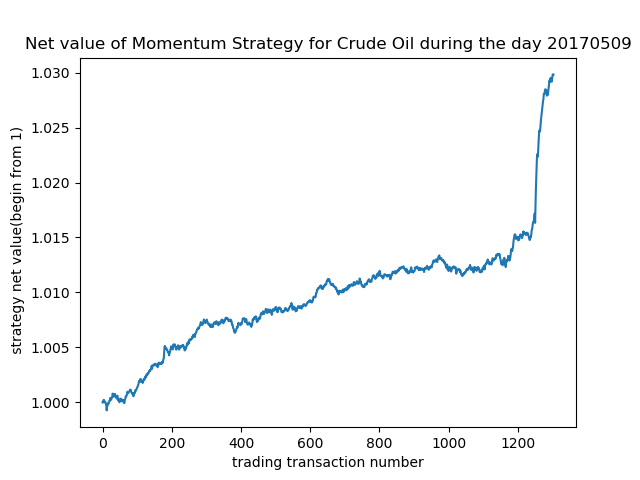 Net value of Momentum Strategy for Crude Oil during the day 20170509
strategy net value(begin from 1)
1.030
1.025
1.020
1.015
1.010
1.005
1.000
0 200 400 600 800 1000 1200
trading transaction number